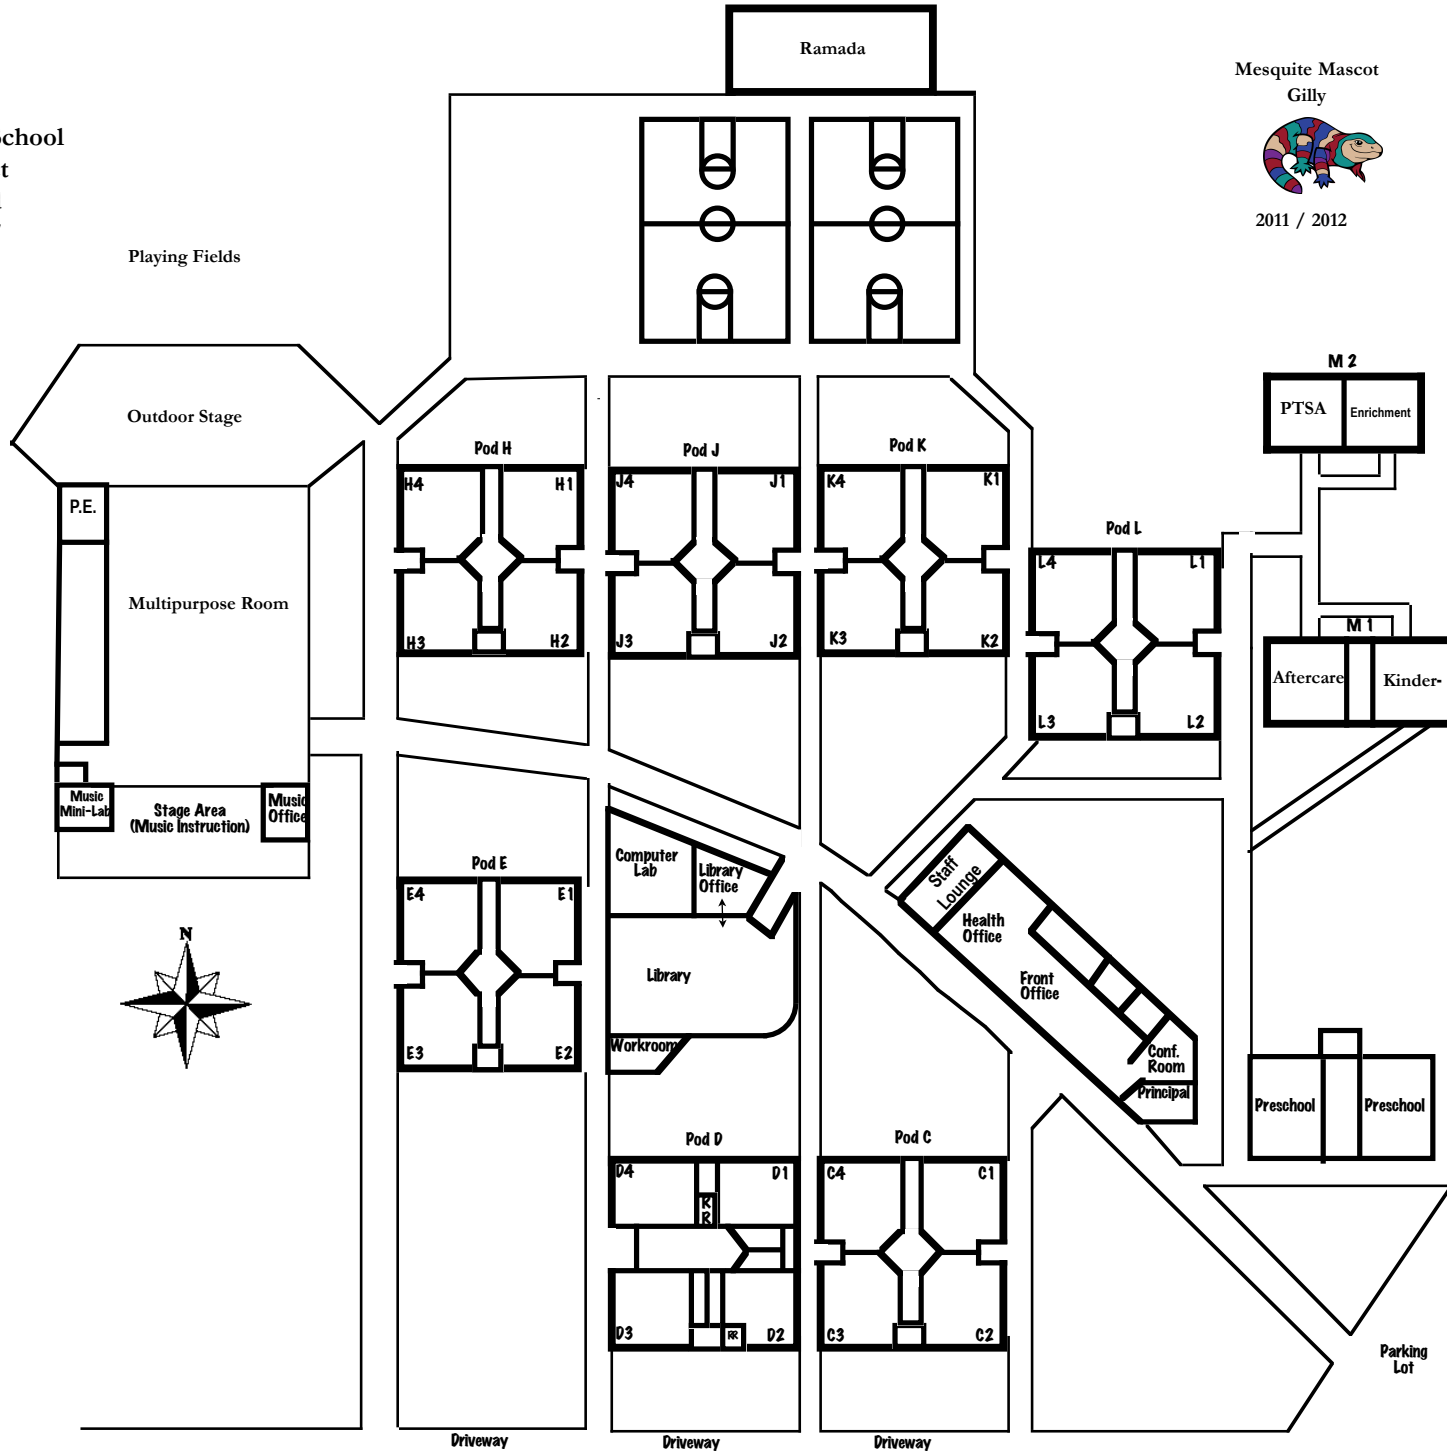 Ramada
Mesquite Mascot
Gilly
2011 / 2012
chool
t
Playing Fields
Outdoor Stage
M 2
PTSA
Enrichment
Pod H
Pod J
Pod K
H4
H1
J4
J1
K4
K1
P.E.
Pod L
L4
L1
Multipurpose Room
H3
H2
J3
J2
K3
K2
M 1
Aftercare
Kinder-
L3
L2
Music
Mini-Lab
Stage Area
(Music Instruction)
Music
Office
Pod E
Computer
Lab
Library
Office
Staff
Lounge
E4
E1
Health
Office
N
Library
Front
Office
E3
E2
Workroom
Conf.
Room
Principal
Preschool
Preschool
Pod D
Pod C
D4
D1
C4
C1
R
R
D3
RR
D2
C3
C2
Parking
Lot
Driveway
Driveway
Driveway